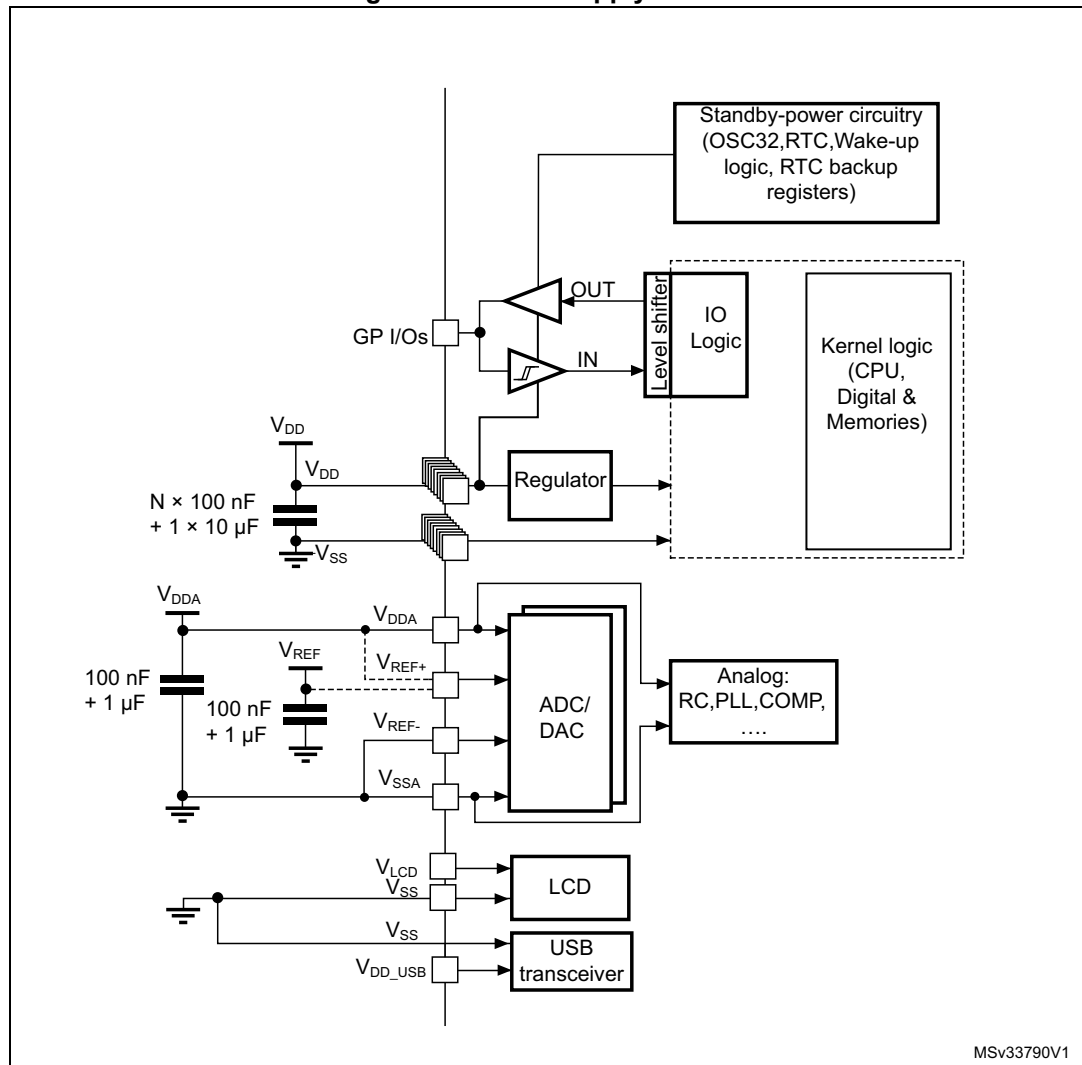 Standby-power circuitry
(OSC32,RTC,Wake-up
logic, RTC backup
registers)
OUT
Level shifter
IO
Logic
GP I/Os
IN
Kernel logic
(CPU,
Digital &
Memories)
VDD
VDD
Regulator
N × 100 nF
+ 1 × 10 µF
VSS
VDDA
VDDA
VREF
VREF+
100 nF
+ 1 µF
100 nF
+ 1 µF
ADC/
DAC
Analog:
RC,PLL,COMP,
....
VREF-
VSSA
VLCD
VSS
LCD
VSS
USB
transceiver
VDD_USB
MSv33790V1